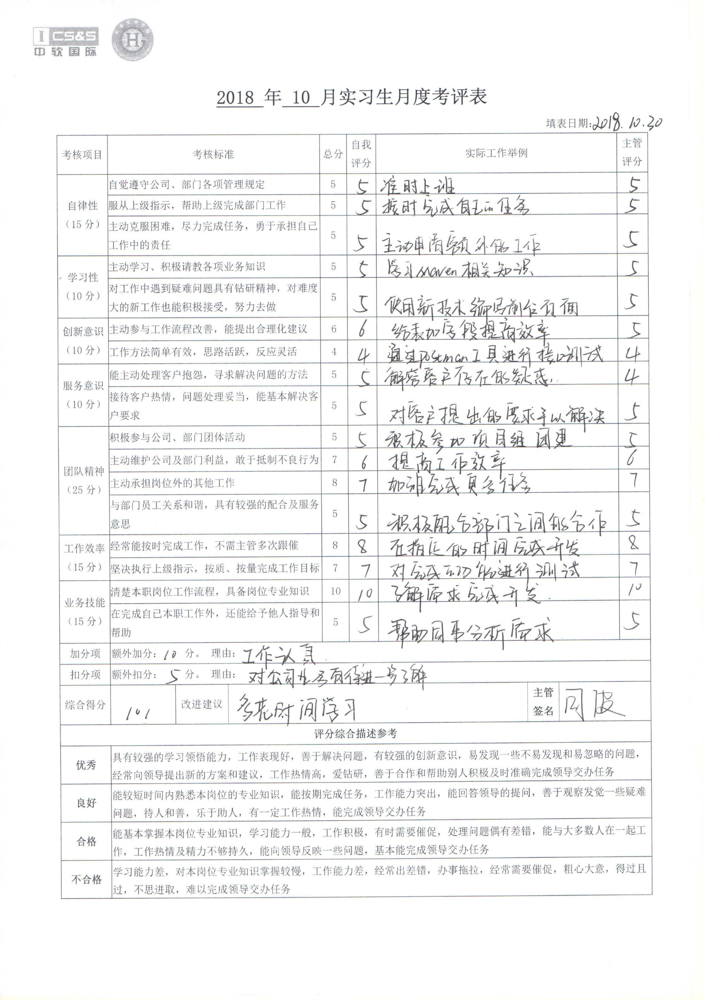 I CS&S
中软国际
H
2018 年 10 月实习生月度考评表
填表日期:2018.10.30
考核项目 考核标准 总分 自我评分 实际工作举例 主管评分
自律性（15 分）
自觉遵守公司、部门各项管理规定 5 5 准时上班 5
服从上级指示，帮助上级完成部门工作 5 5 按时完成自己的任务 5
主动克服困难，尽力完成任务，勇于承担自己
工作中的责任 5 5 主动申请额外的工作 5
学习性（10 分）
主动学习、积极请教各项业务知识 5 5 学习maven相关知识 5
对工作中遇到疑难问题具有钻研精神，对难度
大的新工作也能积极接受，努力去做 5 5 使用新技术编写前台页面 5
创新意识（10 分）
主动参与工作流程改善，能提出合理化建议 6 6 给表加字段提高效率 5
工作方法简单有效，思路活跃，反应灵活 4 4 通过postman工具进行接口测试 4
服务意识（10 分）
能主动处理客户抱怨，寻求解决问题的方法 5 5 解答客户存在的疑惑. 4
接待客户热情，问题处理妥当，能基本解决客
户要求 5 5 对客户提出的要求予以解决 5
团队精神（25 分）
积极参与公司、部门团体活动 5 5 积极参加项目组团建 5
主动维护公司及部门利益，敢于抵制不良行为 7 6 提高工作效率 6
主动承担岗位外的其他工作 8 7 加班完成任务 7
与部门员工关系和谐，具有较强的配合及服务
意思 5 5 积极配合部门之间的合作 5
工作效率（15 分）
经常能按时完成工作，不需主管多次跟催 8 8 在指定的时间完成开发 8
坚决执行上级指示，按质、按量完成工作目标 7 7 对完成的功能进行测试 7
业务技能（15 分）
清楚本职岗位工作流程，具备岗位专业知识 10 10 了解需求完成开发. 10
在完成自己本职工作外，还能给予他人指导和
帮助 5 5 帮助同事分析需求 5
加分项 额外加分：10 分。 理由：工作认真
扣分项 额外扣分：5 分。 理由：对公司业务有待进一步了解
综合得分 101 改进建议 多花时间学习 主管签名 闫波
评分综合描述参考
优秀 具有较强的学习领悟能力，工作表现好，善于解决问题，有较强的创新意识，易发现一些不易发现和易忽略的问题，
经常向领导提出新的方案和建议，工作热情高，爱钻研，善于合作和帮助别人积极及时准确完成领导交办任务
良好 能较短时间内熟悉本岗位的专业知识，能按期完成任务，工作能力突出，能回答领导的提问，善于观察发觉一些疑难
问题，待人和善，乐于助人，有一定工作热情，能完成领导交办任务
合格 能基本掌握本岗位专业知识，学习能力一般，工作积极，有时需要催促，处理问题偶有差错，能与大多数人在一起工
作，工作热情及精力不够持久，能向领导反映一些问题，基本能完成领导交办任务
不合格 学习能力差，对本岗位专业知识掌握较慢，工作能力差，经常出差错，办事拖拉，经常需要催促，粗心大意，得过且
过，不思进取，难以完成领导交办任务